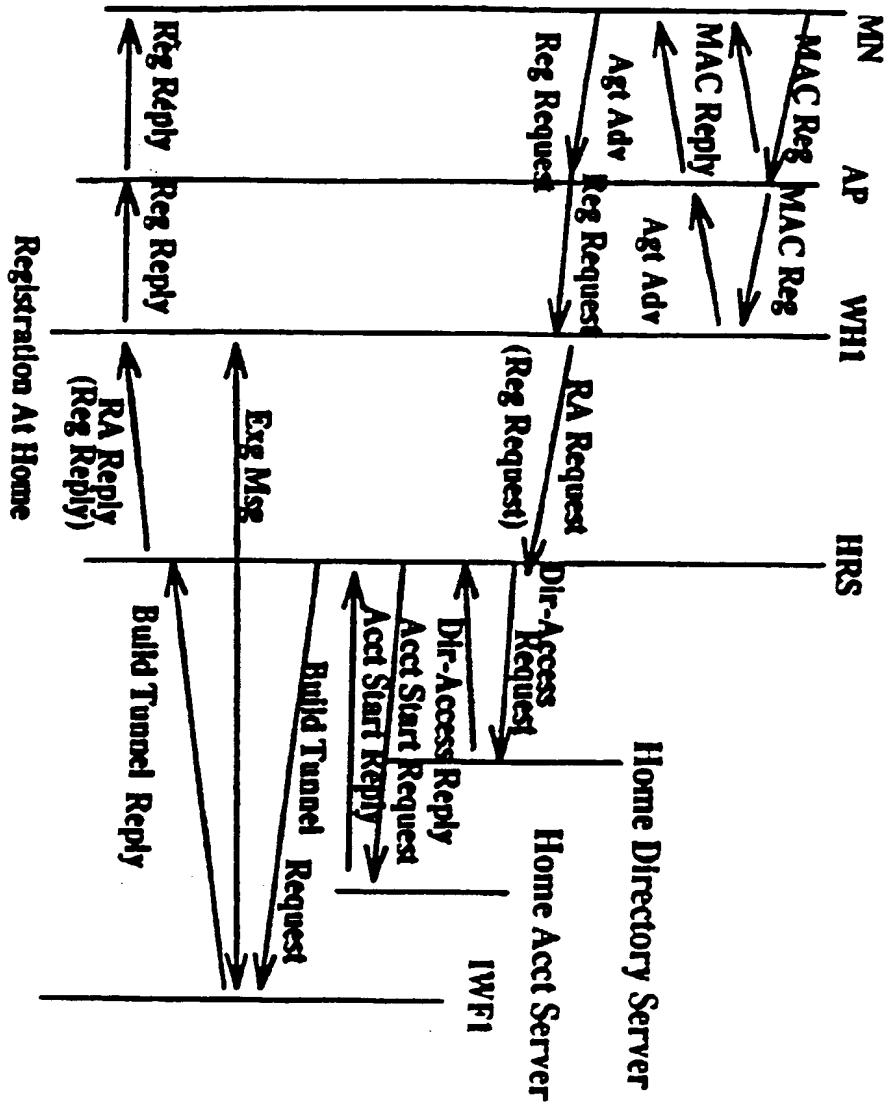 MN
AP
WH1
HRS
Home Directory Server
Home Acct Server
IWF1
MAC Reg
MAC Reg
MAC Reply
Agt Adv
Agt Adv
Reg Request
Reg Request
RA Request
(Reg Request)
Dir-Access
Request
Dir-Access Reply
Acct Start Request
Acct Start Reply
Build Tunnel Request
Exg Msg
Build Tunnel Reply
RA Reply
(Reg Reply)
Reg Reply
Reg Reply
Registration At Home